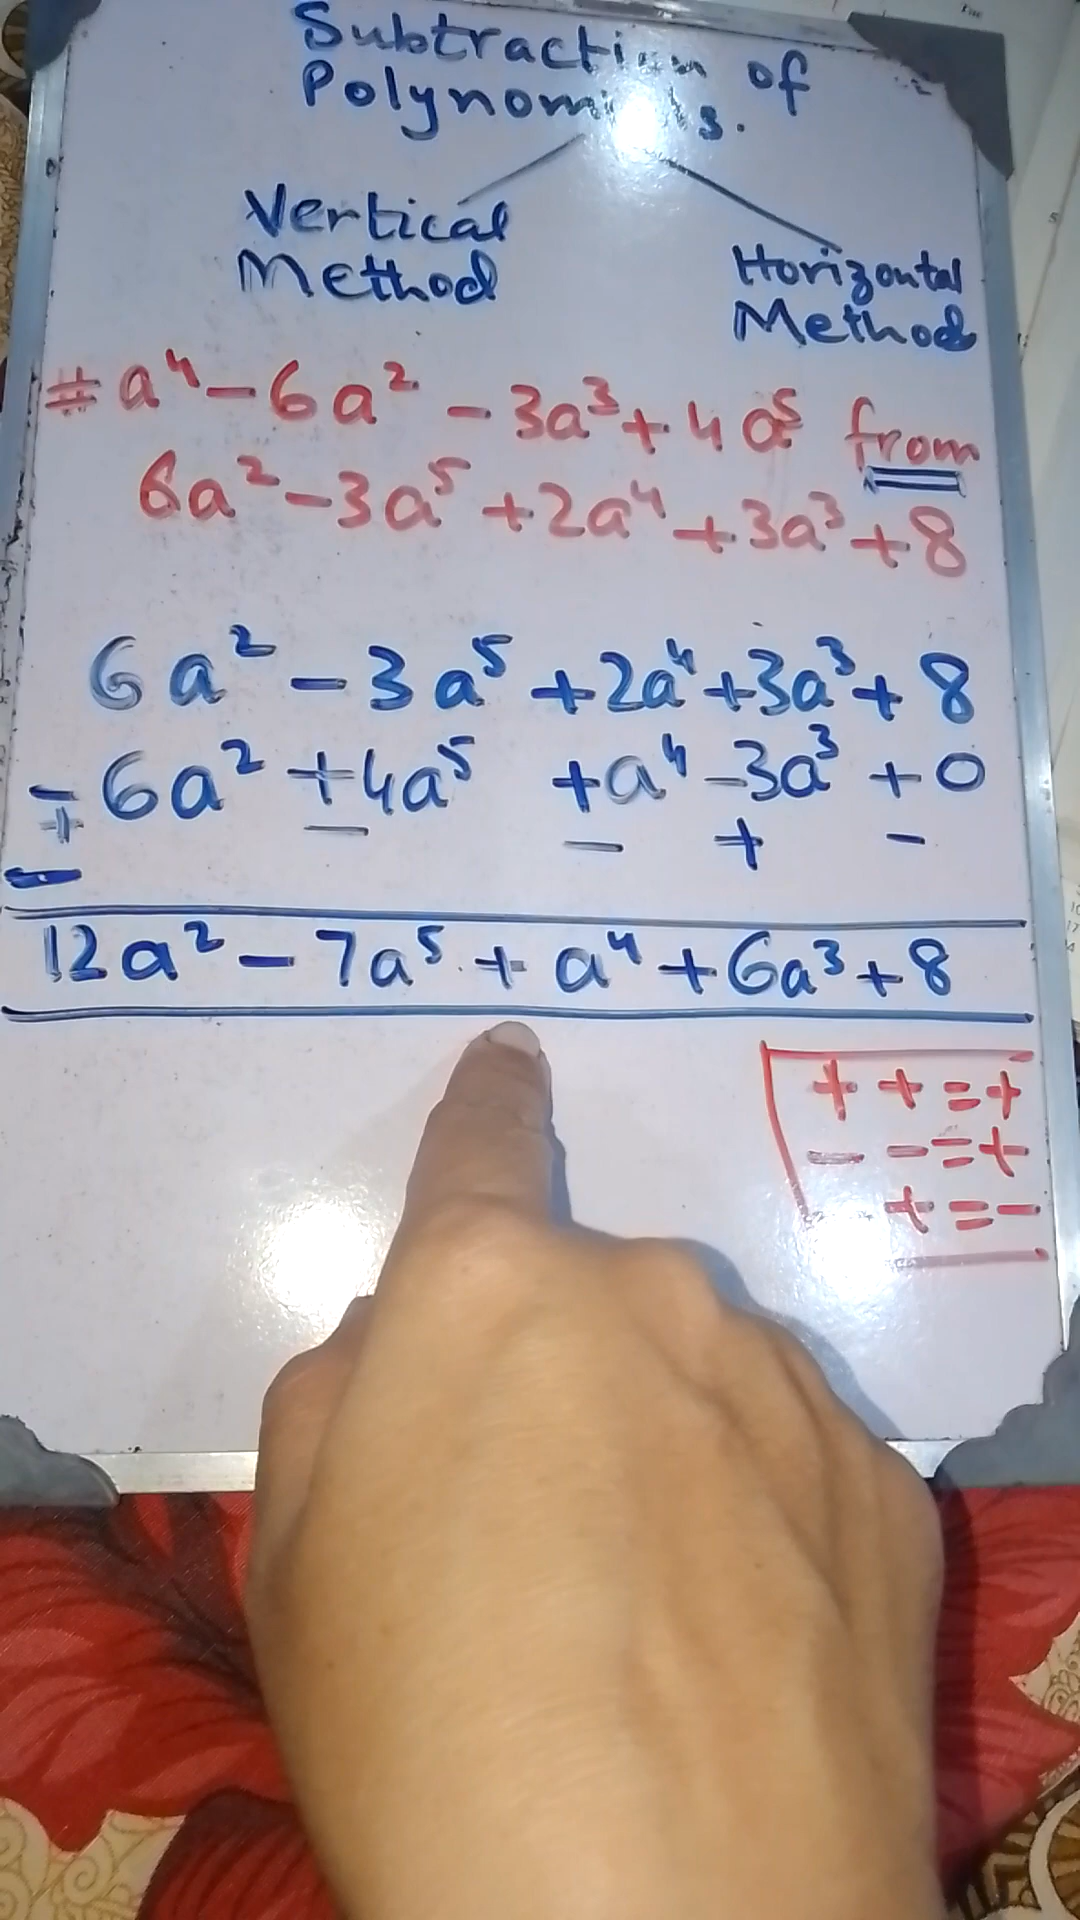 Subtraction of
Polynomials.
Vertical
Method
Horizontal
Method
# a⁴ - 6a² - 3a³ + 4a⁵ from
6a² - 3a⁵ + 2a⁴ + 3a³ + 8
6a² - 3a⁵ + 2a⁴ + 3a³ + 8
- 6a² + 4a⁵ + a⁴ - 3a³ + 0
+ - - + -
-
12a² - 7a⁵ + a⁴ + 6a³ + 8
+ + = +
- - = +
- + = -